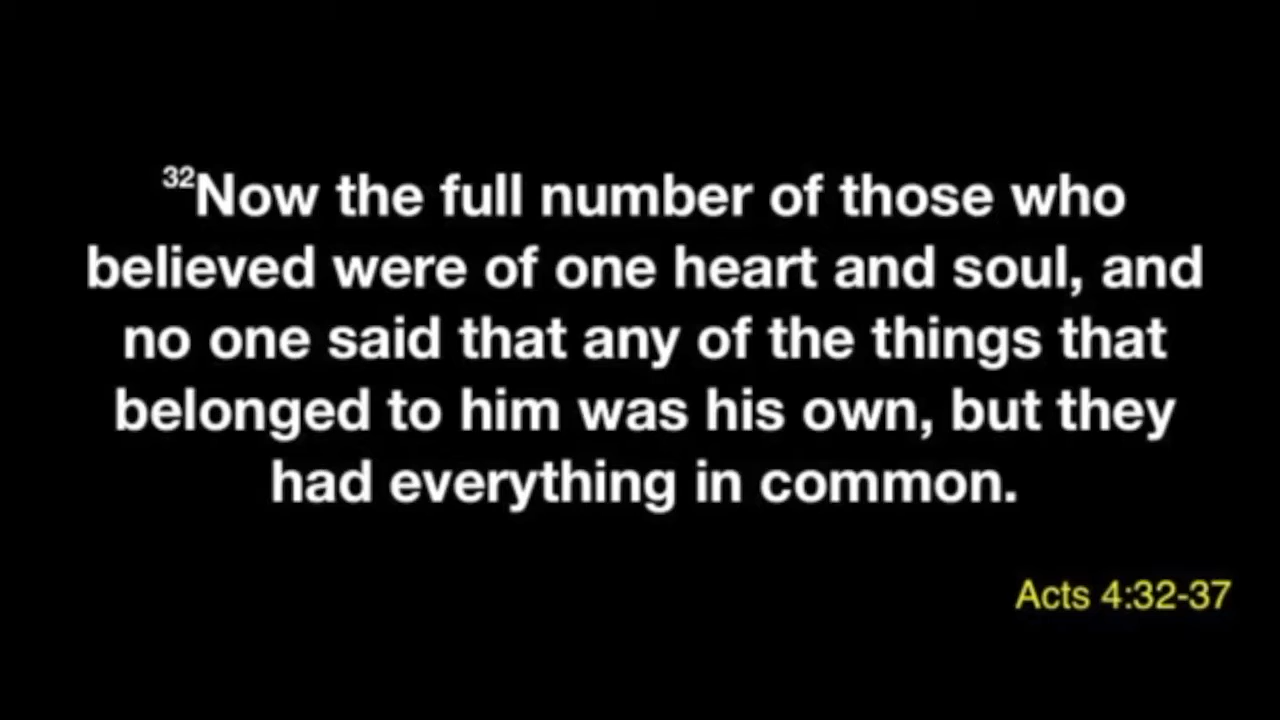 32Now the full number of those who
believed were of one heart and soul, and
no one said that any of the things that
belonged to him was his own, but they
had everything in common.
Acts 4:32-37